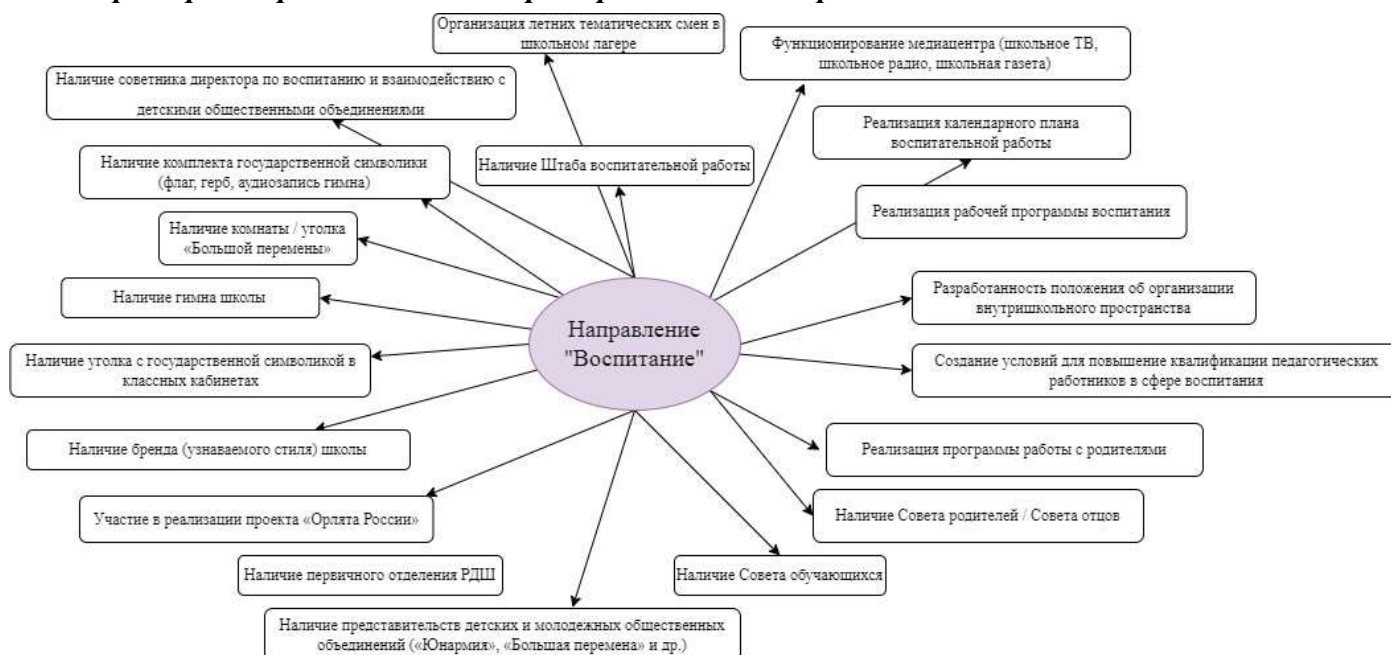 Организация летних тематических смен в
школьном лагере
Функционирование медиацентра (школьное ТВ,
школьное радио, школьная газета)
Наличие советника директора по воспитанию и взаимодействию с
детскими общественными объединениями
Реализация календарного плана
воспитательной работы
Наличие комплекта государственной символики
(флаг, герб, аудиозапись гимна)
Наличие Штаба воспитательной работы
Реализация рабочей программы воспитания
Наличие комнаты / уголка
«Большой перемены»
Наличие гимна школы
Разработанность положения об организации
внутришкольного пространства
Направление
"Воспитание"
Наличие уголка с государственной символикой в
классных кабинетах
Создание условий для повышение квалификации педагогических
работников в сфере воспитания
Наличие бренда (узнаваемого стиля) школы
Реализация программы работы с родителями
Участие в реализации проекта «Орлята России»
Наличие Совета родителей / Совета отцов
Наличие первичного отделения РДШ
Наличие Совета обучающихся
Наличие представительств детских и молодежных общественных
объединений («Юнармия», «Большая перемена» и др.)